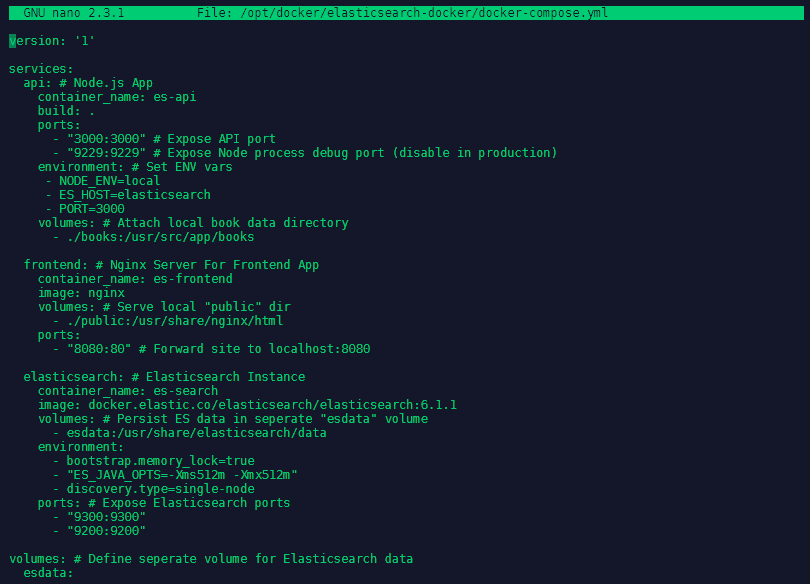 GNU nano 2.3.1 File: /opt/docker/elasticsearch-docker/docker-compose.yml
version: '1'
services:
  api: # Node.js App
    container_name: es-api
    build: .
    ports:
      - "3000:3000" # Expose API port
      - "9229:9229" # Expose Node process debug port (disable in production)
    environment: # Set ENV vars
     - NODE_ENV=local
     - ES_HOST=elasticsearch
     - PORT=3000
    volumes: # Attach local book data directory
      - ./books:/usr/src/app/books
  frontend: # Nginx Server For Frontend App
    container_name: es-frontend
    image: nginx
    volumes: # Serve local "public" dir
      - ./public:/usr/share/nginx/html
    ports:
      - "8080:80" # Forward site to localhost:8080
  elasticsearch: # Elasticsearch Instance
    container_name: es-search
    image: docker.elastic.co/elasticsearch/elasticsearch:6.1.1
    volumes: # Persist ES data in seperate "esdata" volume
      - esdata:/usr/share/elasticsearch/data
    environment:
      - bootstrap.memory_lock=true
      - "ES_JAVA_OPTS=-Xms512m -Xmx512m"
      - discovery.type=single-node
    ports: # Expose Elasticsearch ports
      - "9300:9300"
      - "9200:9200"
volumes: # Define seperate volume for Elasticsearch data
  esdata: